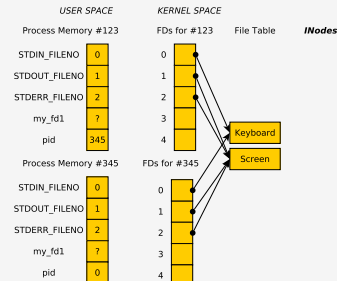 USER SPACE KERNEL SPACE
Process Memory #123 FDs for #123 File Table INodes
STDIN_FILENO 0 0
STDOUT_FILENO 1 1
STDERR_FILENO 2 2
my_fd1 ? 3
pid 345 4
Keyboard
Screen
Process Memory #345 FDs for #345
STDIN_FILENO 0 0
STDOUT_FILENO 1 1
STDERR_FILENO 2 2
my_fd1 ? 3
pid 0 4